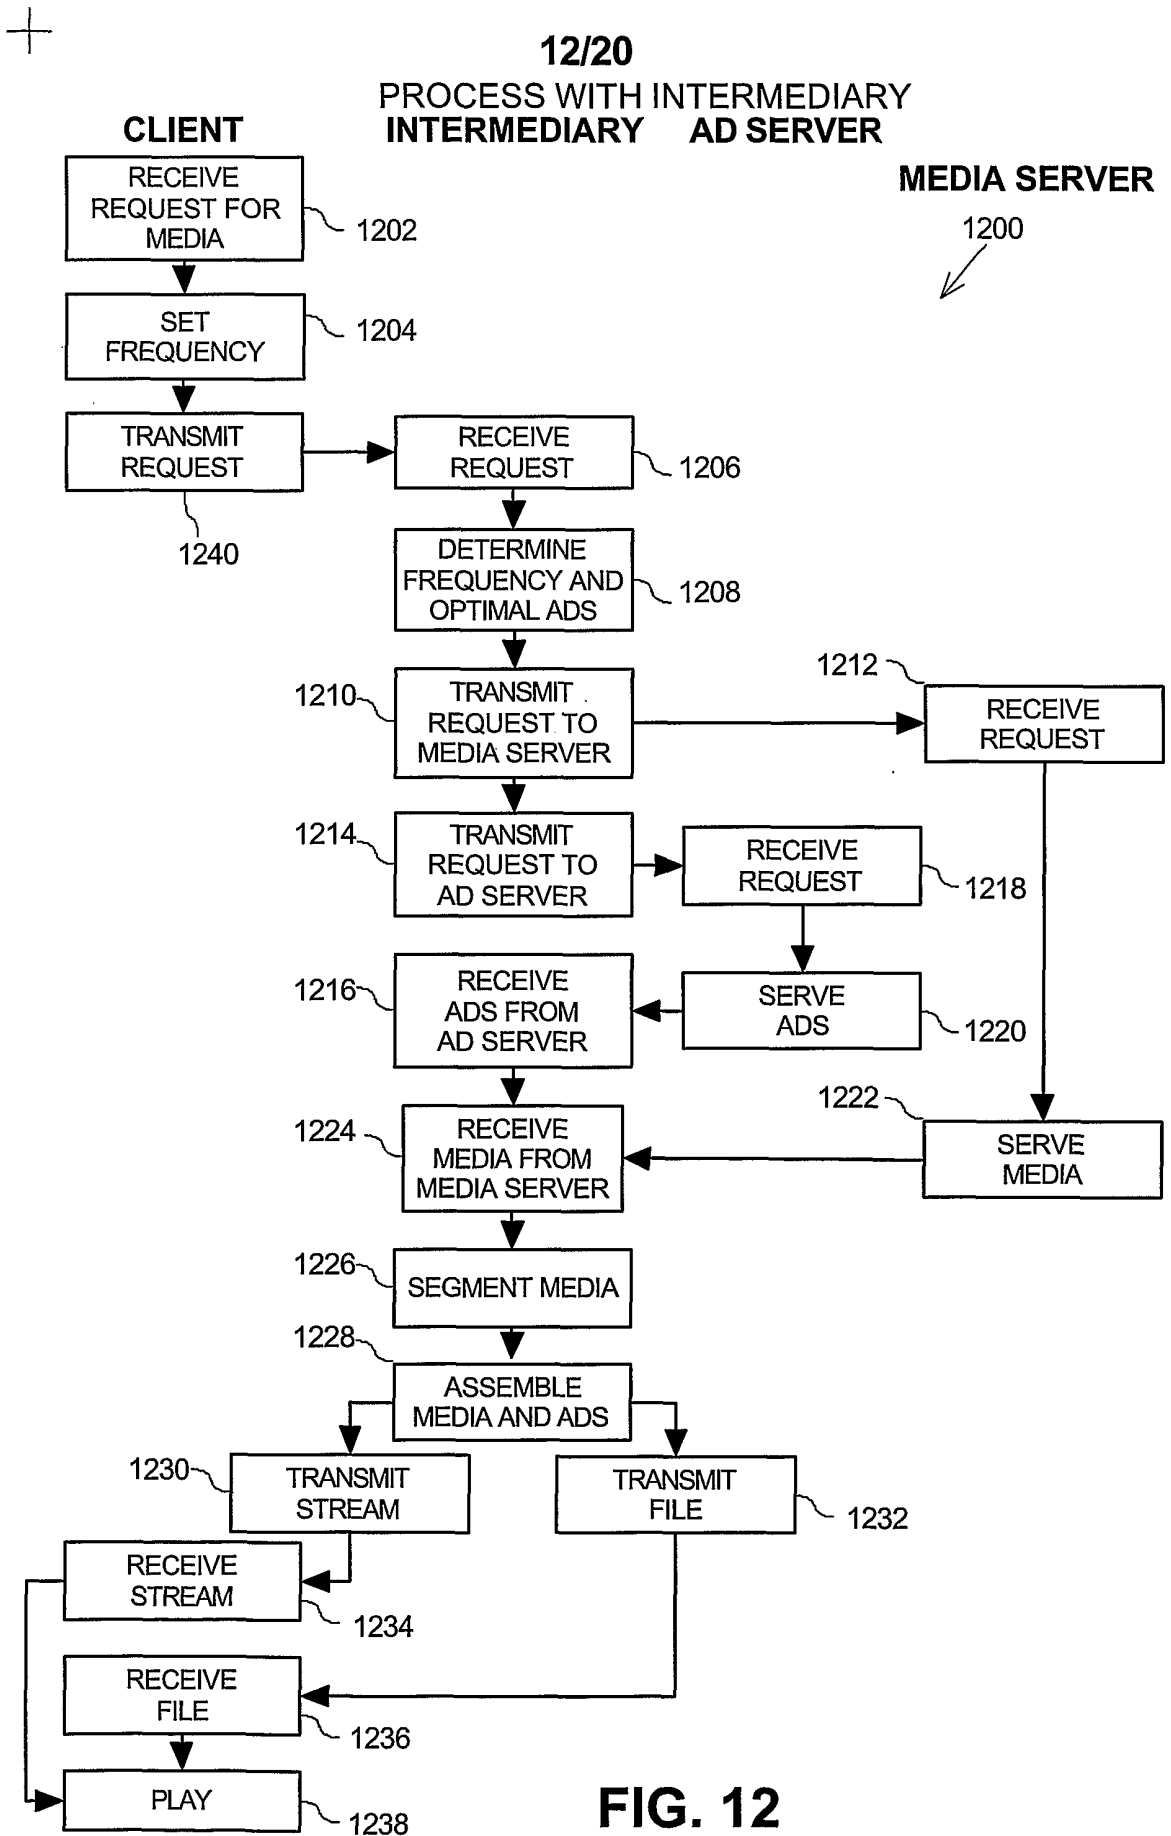 12/20
PROCESS WITH INTERMEDIARY
CLIENT
INTERMEDIARY
AD SERVER
MEDIA SERVER
1200
RECEIVE
REQUEST FOR
MEDIA
1202
SET
FREQUENCY
1204
TRANSMIT
REQUEST
1240
RECEIVE
REQUEST
1206
DETERMINE
FREQUENCY AND
OPTIMAL ADS
1208
1210
TRANSMIT
REQUEST TO
MEDIA SERVER
1212
RECEIVE
REQUEST
1214
TRANSMIT
REQUEST TO
AD SERVER
RECEIVE
REQUEST
1218
1216
RECEIVE
ADS FROM
AD SERVER
SERVE
ADS
1220
1222
SERVE
MEDIA
1224
RECEIVE
MEDIA FROM
MEDIA SERVER
1226
SEGMENT MEDIA
1228
ASSEMBLE
MEDIA AND ADS
1230
TRANSMIT
STREAM
TRANSMIT
FILE
1232
RECEIVE
STREAM
1234
RECEIVE
FILE
1236
PLAY
1238
FIG. 12